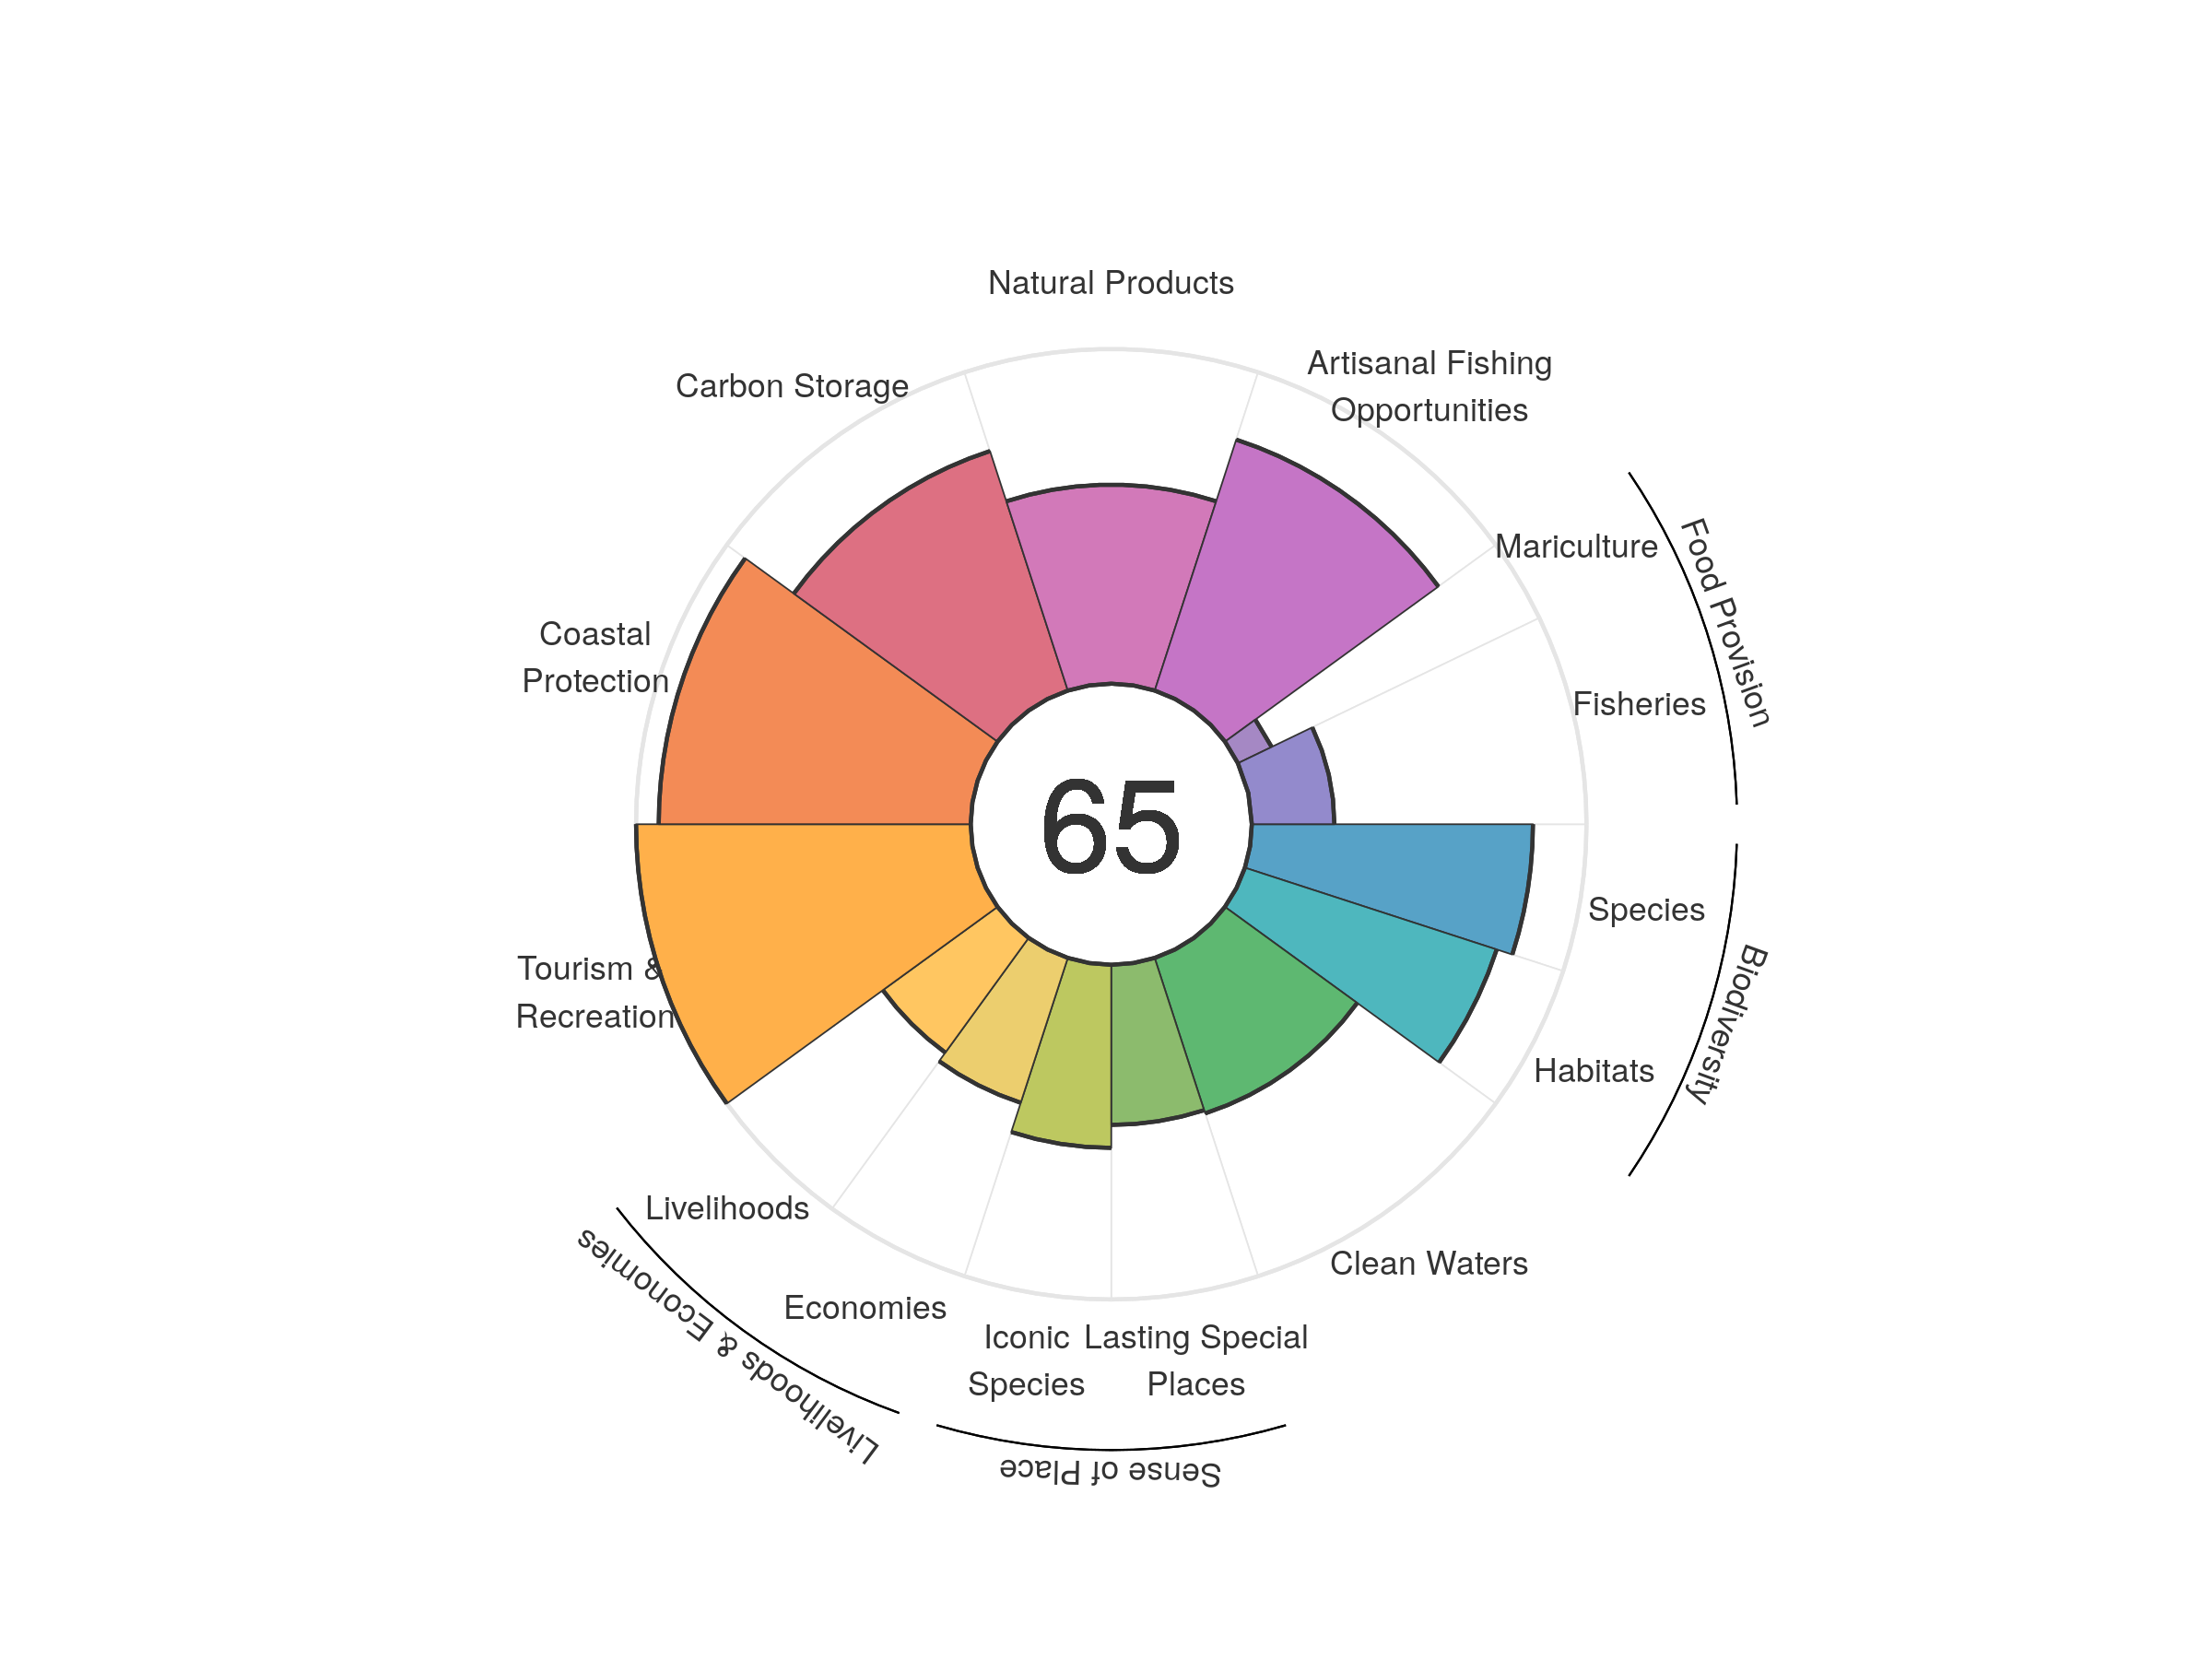 Natural Products
Carbon Storage
Artisanal Fishing
Opportunities
Mariculture
Food Provision
Coastal
Protection
Fisheries
65
Species
Tourism &
Recreation
Biodiversity
Habitats
Livelihoods
Clean Waters
Economies
Livelihoods & Economies
Iconic
Species
Lasting Special
Places
Sense of Place